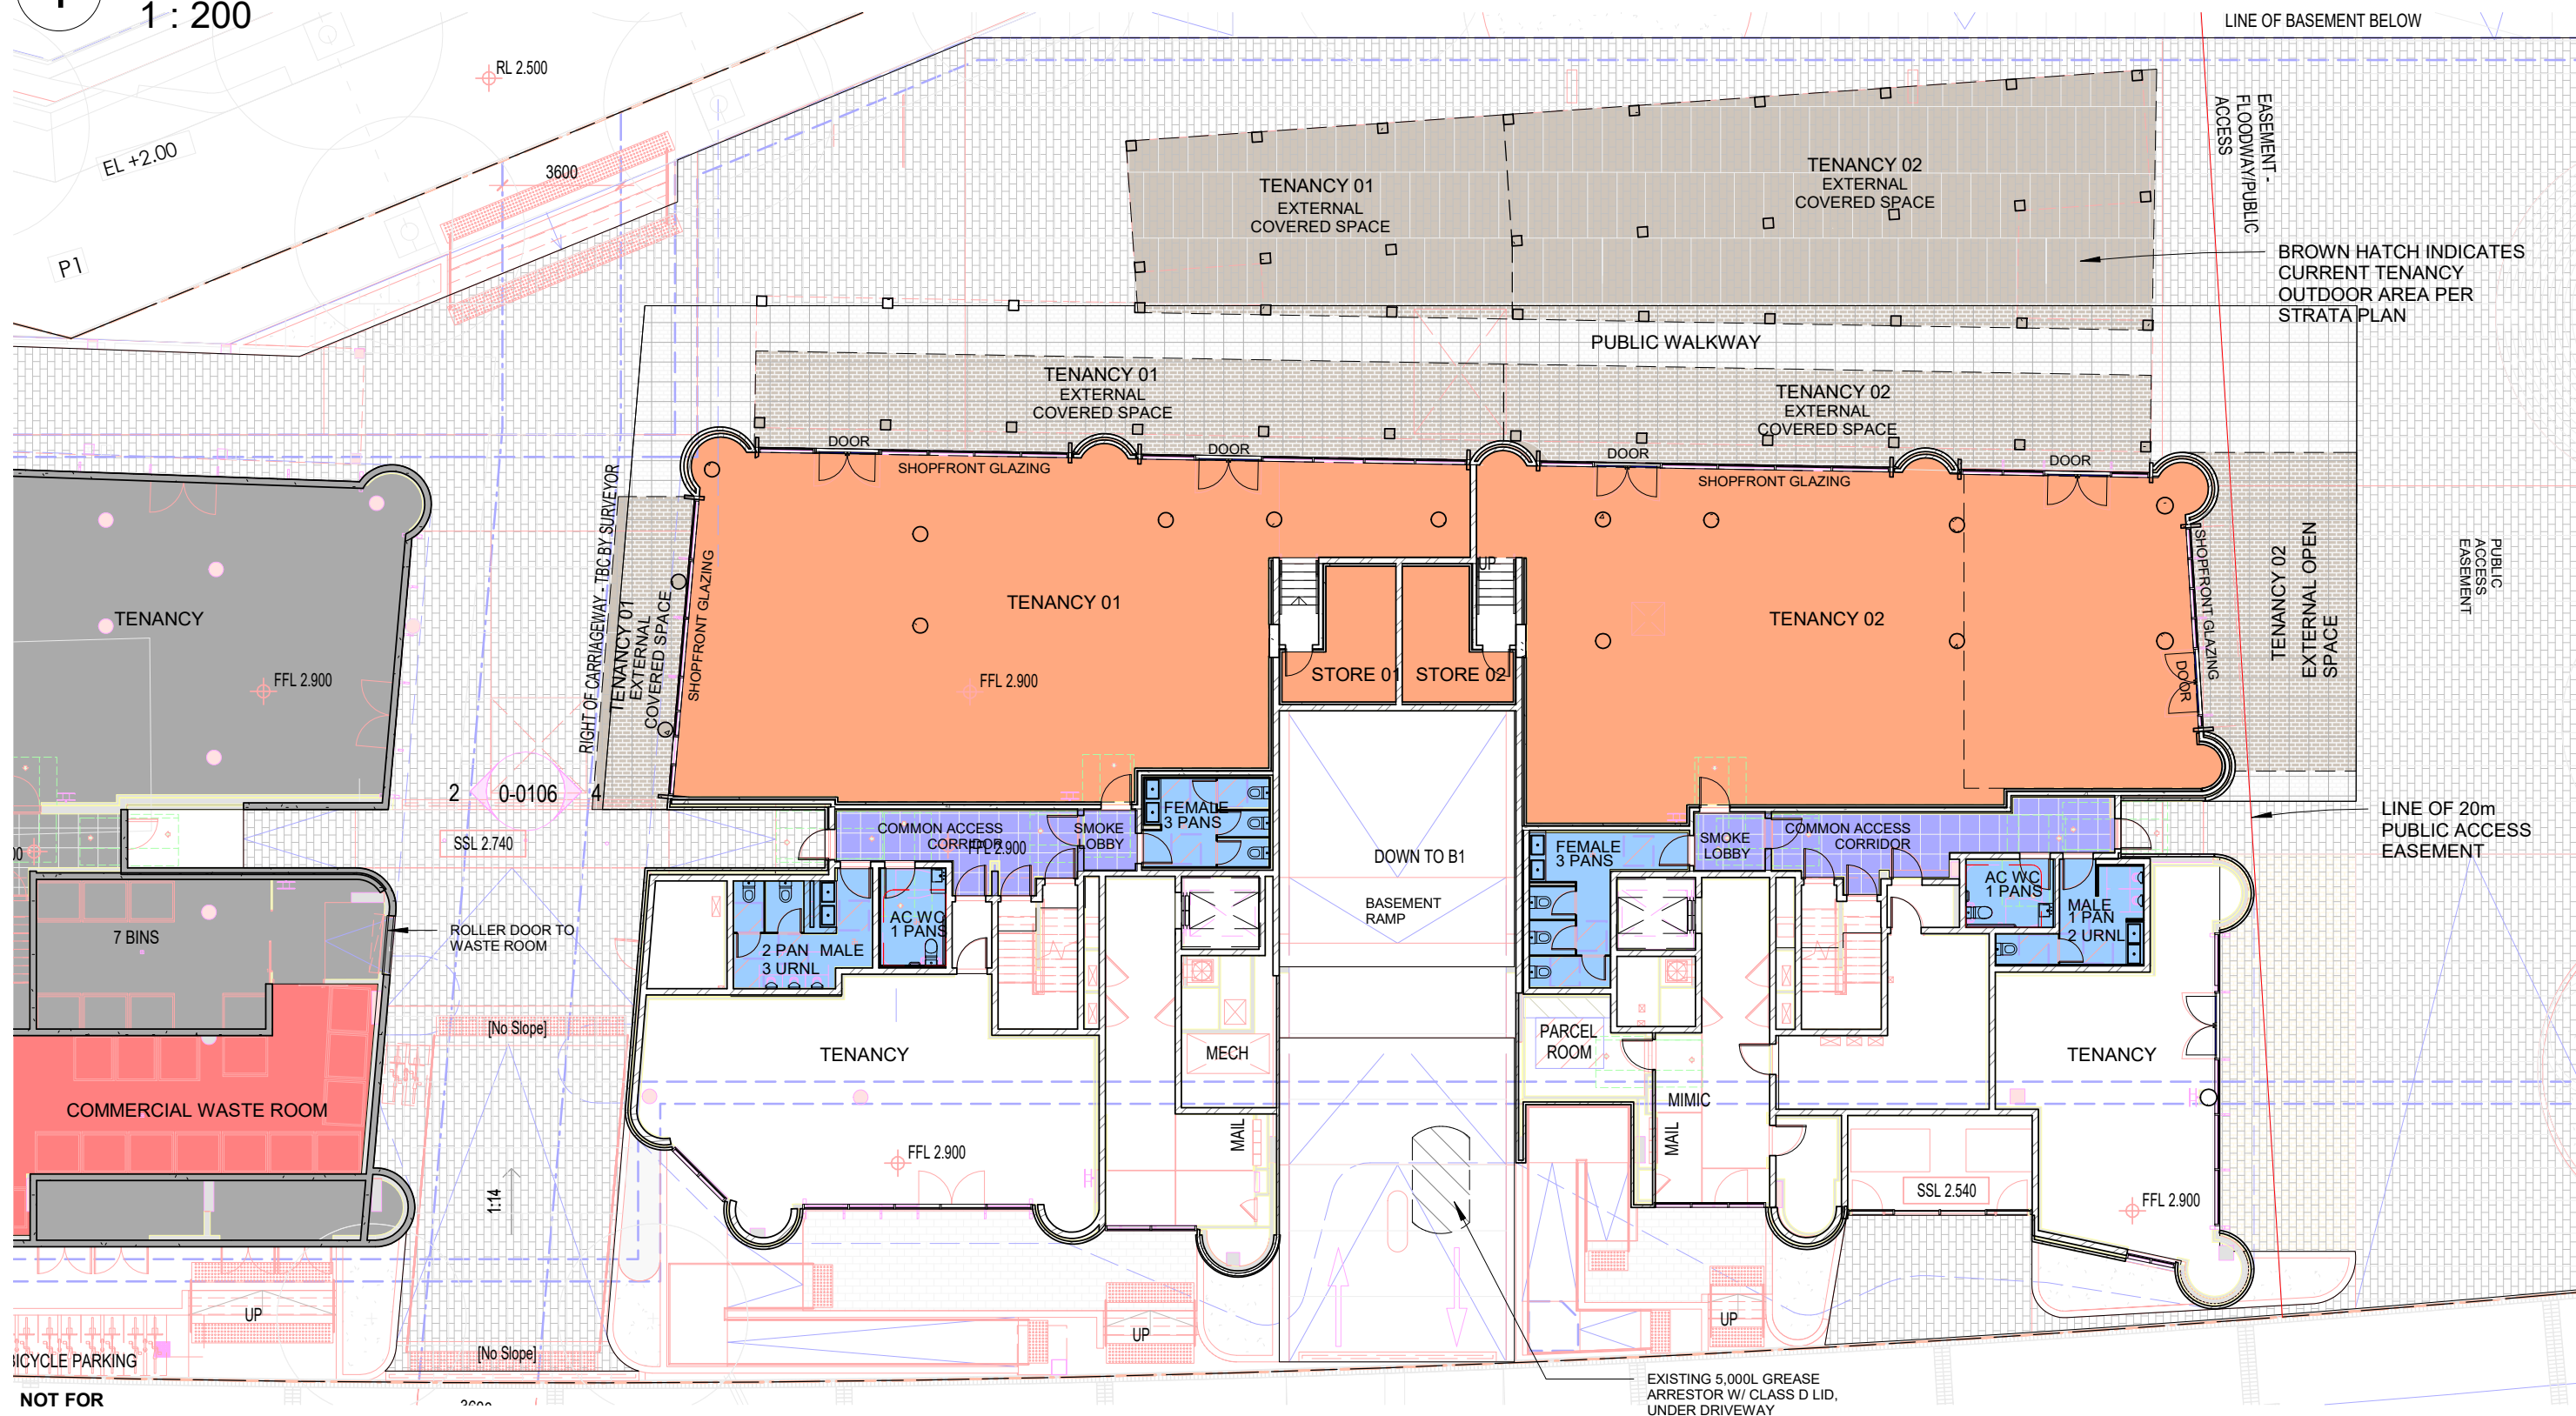 1 : 200
LINE OF BASEMENT BELOW
RL 2.500
EL +2.00
3600
P1
EASEMENT -
FLOODWAY/PUBLIC
ACCESS
TENANCY 01
EXTERNAL
COVERED SPACE
TENANCY 02
EXTERNAL
COVERED SPACE
BROWN HATCH INDICATES
CURRENT TENANCY
OUTDOOR AREA PER
STRATA PLAN
PUBLIC WALKWAY
TENANCY 01
EXTERNAL
COVERED SPACE
TENANCY 02
EXTERNAL
COVERED SPACE
DOOR
DOOR
DOOR
DOOR
SHOPFRONT GLAZING
SHOPFRONT GLAZING
RIGHT OF CARRIAGEWAY - TBC BY SURVEYOR
TENANCY 01
EXTERNAL
COVERED SPACE
SHOPFRONT GLAZING
TENANCY
FFL 2.900
TENANCY 01
FFL 2.900
UP
STORE 01
STORE 02
TENANCY 02
SHOPFRONT GLAZING
DOOR
TENANCY 02
EXTERNAL OPEN
SPACE
PUBLIC
ACCESS
EASEMENT
2
0-0106
4
SSL 2.740
COMMON ACCESS
CORRIDOR
FFL 2.900
SMOKE
LOBBY
FEMALE
3 PANS
DOWN TO B1
BASEMENT
RAMP
FEMALE
3 PANS
SMOKE
LOBBY
COMMON ACCESS
CORRIDOR
LINE OF 20m
PUBLIC ACCESS
EASEMENT
AC WC
1 PANS
MALE
1 PAN
2 URNL
7 BINS
ROLLER DOOR TO
WASTE ROOM
2 PAN MALE
3 URNL
AC WC
1 PANS
[No Slope]
TENANCY
MECH
PARCEL
ROOM
MIMIC
TENANCY
COMMERCIAL WASTE ROOM
MAIL
MAIL
FFL 2.900
1:14
SSL 2.540
FFL 2.900
UP
UP
UP
[No Slope]
BICYCLE PARKING
EXISTING 5,000L GREASE
ARRESTOR W/ CLASS D LID,
UNDER DRIVEWAY
NOT FOR
3600